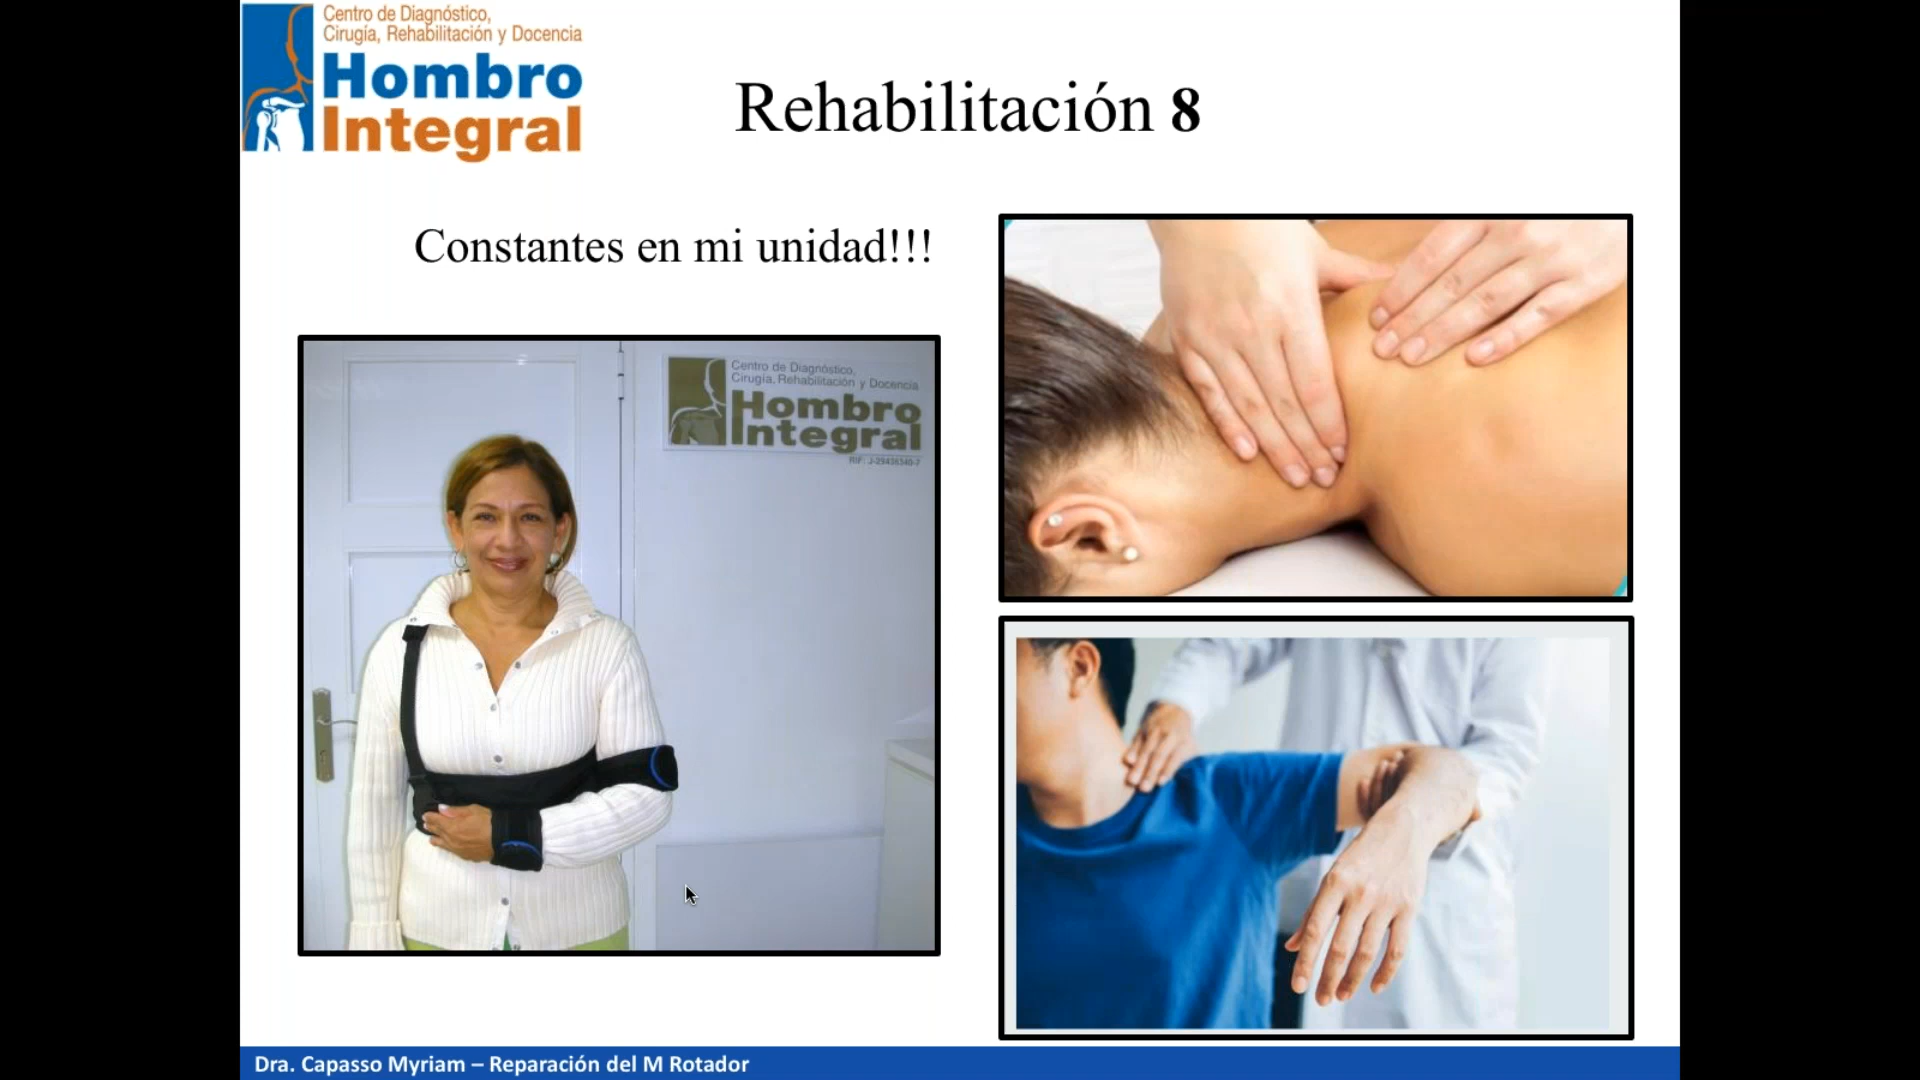 Centro de Diagnóstico,
Cirugía, Rehabilitación y Docencia
Hombro
Integral
Rehabilitación 8
Constantes en mi unidad!!!
Centro de Diagnóstico,
Cirugía, Rehabilitación y Docencia
Hombro
Integral
Dra. Capasso Myriam – Reparación del M Rotador